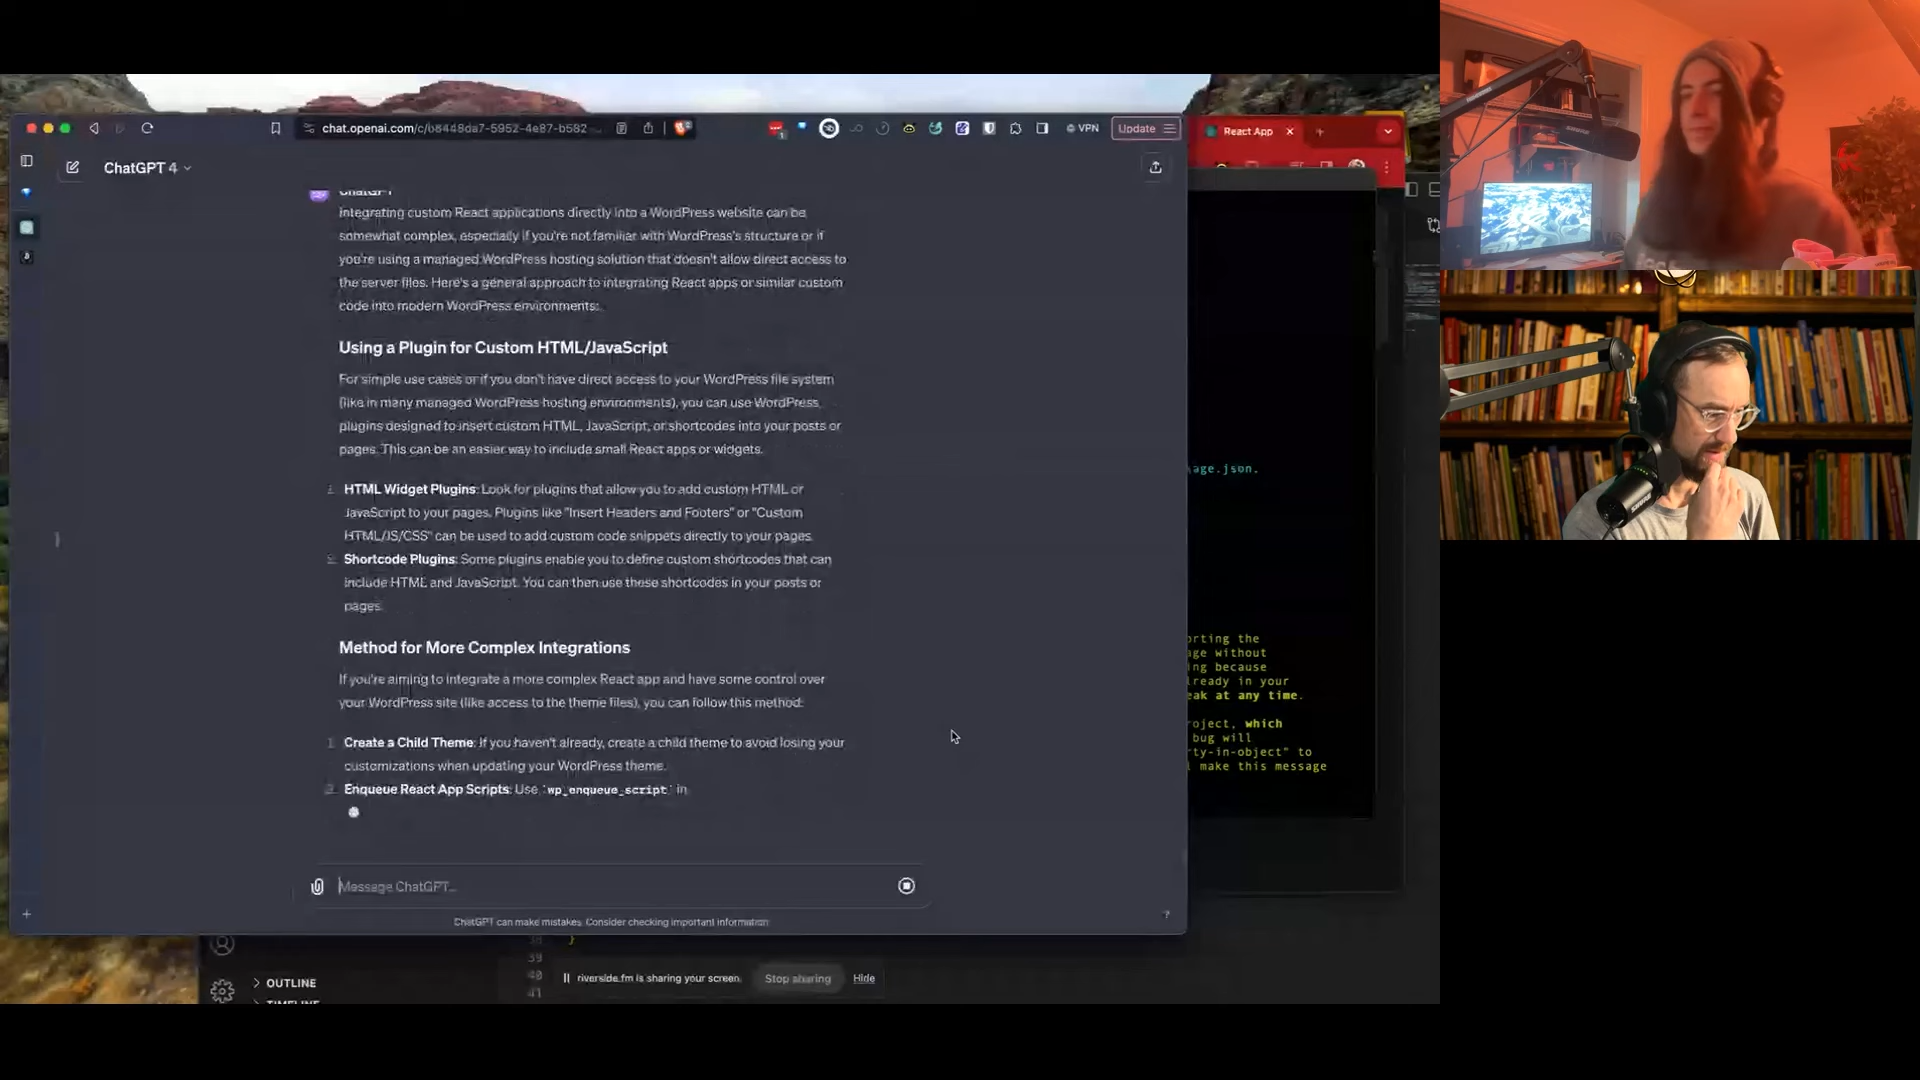 chat.openai.com/c/b8448da7-5952-4e87-b582-...
VPN
Update
React App
ChatGPT 4
ChatGPT
Integrating custom React applications directly into a WordPress website can be
somewhat complex, especially if you're not familiar with WordPress's structure or if
you're using a managed WordPress hosting solution that doesn't allow direct access to
the server files. Here's a general approach to integrating React apps or similar custom
code into modern WordPress environments:
Using a Plugin for Custom HTML/JavaScript
For simple use cases or if you don't have direct access to your WordPress file system
(like in many managed WordPress hosting environments), you can use WordPress
plugins designed to insert custom HTML, JavaScript, or shortcodes into your posts or
pages. This can be an easier way to include small React apps or widgets.
1. HTML Widget Plugins: Look for plugins that allow you to add custom HTML or
JavaScript to your pages. Plugins like "Insert Headers and Footers" or "Custom
HTML/JS/CSS" can be used to add custom code snippets directly to your pages.
2. Shortcode Plugins: Some plugins enable you to define custom shortcodes that can
include HTML and JavaScript. You can then use these shortcodes in your posts or
pages.
Method for More Complex Integrations
If you're aiming to integrate a more complex React app and have some control over
your WordPress site (like access to the theme files), you can follow this method:
1. Create a Child Theme: If you haven't already, create a child theme to avoid losing your
customizations when updating your WordPress theme.
2. Enqueue React App Scripts: Use `wp_enqueue_script` in
Message ChatGPT...
ChatGPT can make mistakes. Consider checking important information.
?
age.json.
orting the
age without
ing because
lready in your
eak at any time.
roject, which
bug will
rty-in-object" to
l make this message
OUTLINE
TIMELINE
38 }
39
40
41
riverside.fm is sharing your screen.
Stop sharing
Hide
SHURE